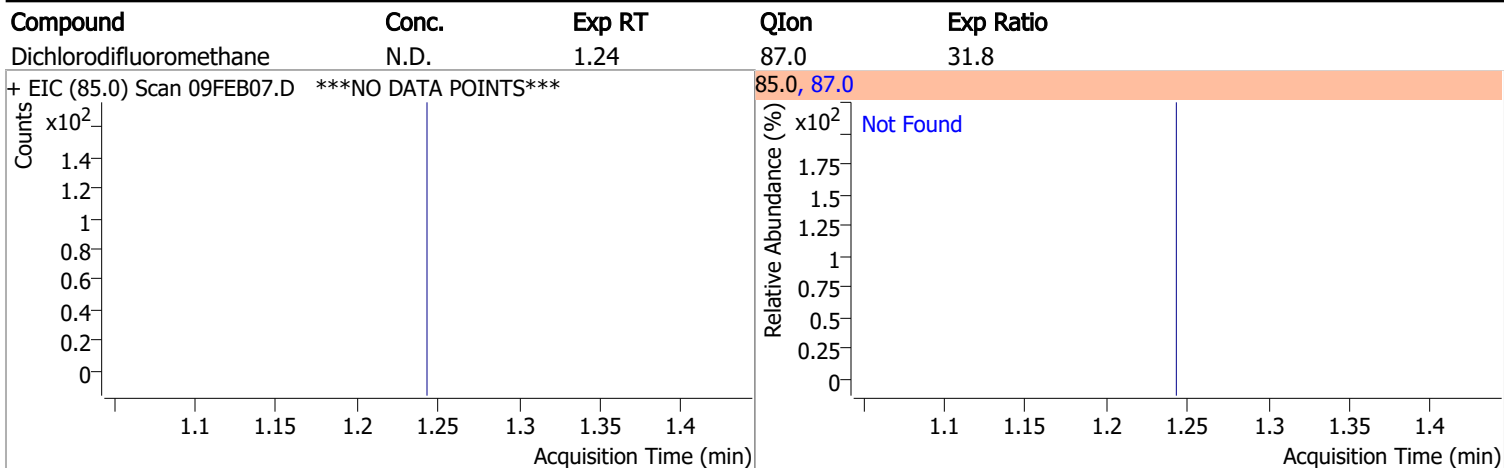 Compound Conc. Exp RT QIon Exp Ratio
Dichlorodifluoromethane N.D. 1.24 87.0 31.8
+ EIC (85.0) Scan 09FEB07.D ***NO DATA POINTS***
Counts
x10²
1.4
1.2
1
0.8
0.6
0.4
0.2
0
1.1 1.15 1.2 1.25 1.3 1.35 1.4
Acquisition Time (min)
85.0, 87.0
Relative Abundance (%)
x10²
Not Found
1.75
1.5
1.25
1
0.75
0.5
0.25
0
1.1 1.15 1.2 1.25 1.3 1.35 1.4
Acquisition Time (min)